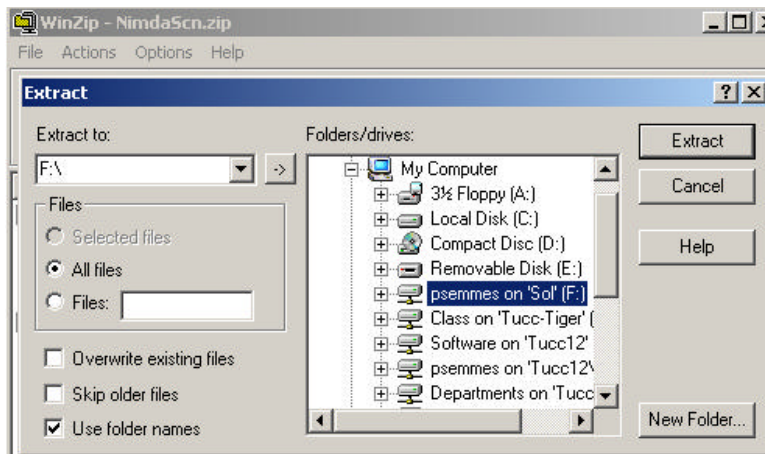 WinZip - NimdaScn.zip
File Actions Options Help
Extract
Extract to:
F:\
->
Files
Selected files
All files
Files:
Overwrite existing files
Skip older files
Use folder names
Folders/drives:
My Computer
3½ Floppy (A:)
Local Disk (C:)
Compact Disc (D:)
Removable Disk (E:)
psemmes on 'Sol' (F:)
Class on 'Tucc-Tiger' (
Software on 'Tucc12'
psemmes on 'Tucc12\
Departments on 'Tucc
Extract
Cancel
Help
New Folder...